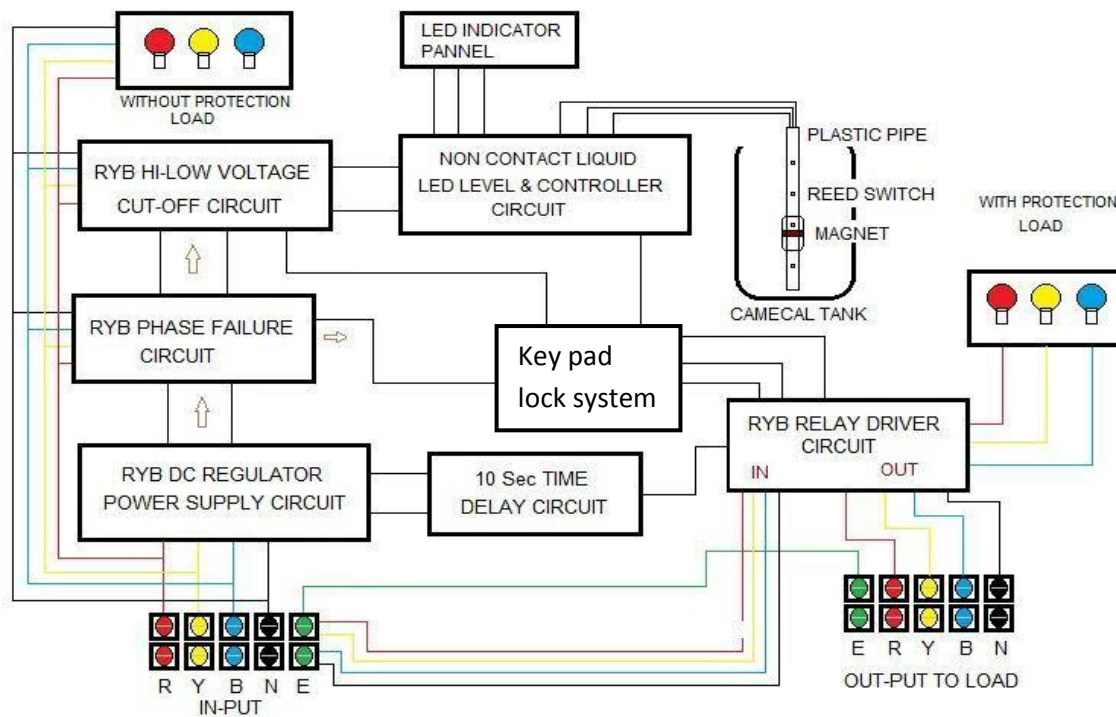 WITHOUT PROTECTION
LOAD
LED INDICATOR
PANNEL
RYB HI-LOW VOLTAGE
CUT-OFF CIRCUIT
NON CONTACT LIQUID
LED LEVEL & CONTROLLER
CIRCUIT
PLASTIC PIPE
REED SWITCH
MAGNET
CAMECAL TANK
WITH PROTECTION
LOAD
RYB PHASE FAILURE
CIRCUIT
Key pad
lock system
RYB RELAY DRIVER
CIRCUIT
IN OUT
RYB DC REGULATOR
POWER SUPPLY CIRCUIT
10 Sec TIME
DELAY CIRCUIT
R Y B N E
IN-PUT
E R Y B N
OUT-PUT TO LOAD